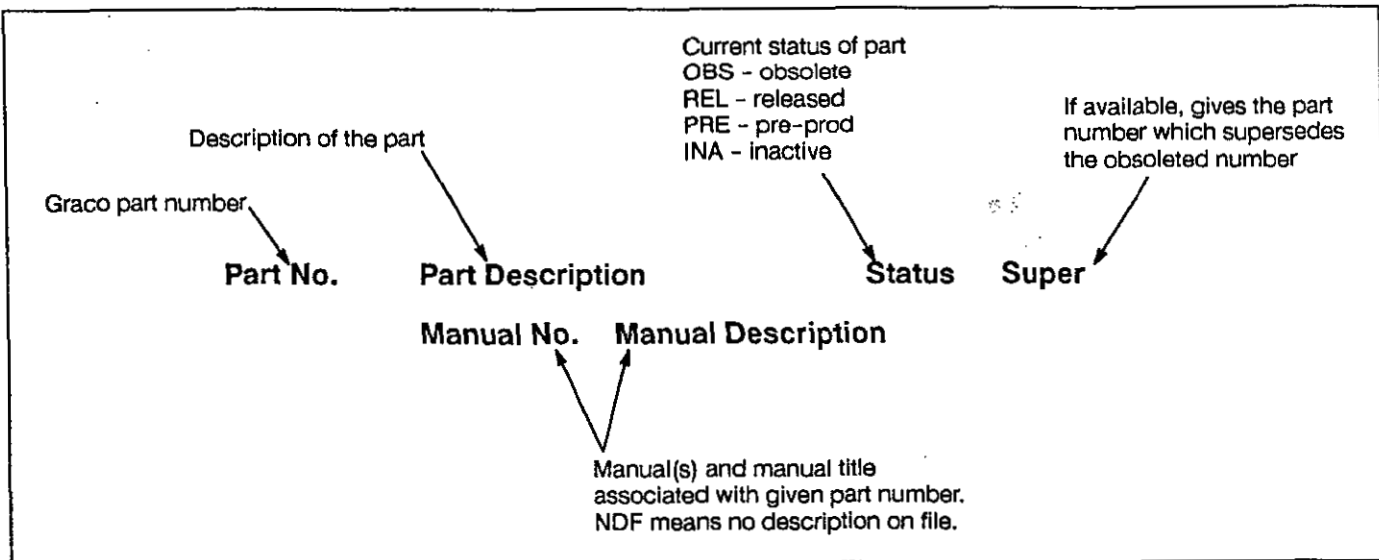 Current status of part
OBS - obsolete
REL - released
PRE - pre-prod
INA - inactive
If available, gives the part
number which supersedes
the obsoleted number
Description of the part
Graco part number
Part No. Part Description Status Super
Manual No. Manual Description
Manual(s) and manual title
associated with given part number.
NDF means no description on file.